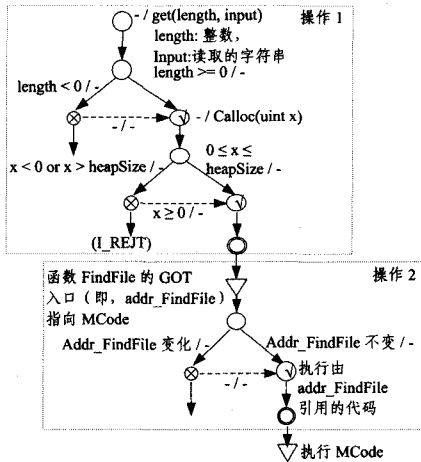 - / get(length, input)
操作 1
length: 整数，
Input:读取的字符串
length >= 0 / -
length < 0 / -
- / -
- / Calloc(uint x)
x < 0 or x > heapSize / -
0 ≤ x ≤
heapSize / -
x ≥ 0 / -
(I_REJT)
函数 FindFile 的 GOT
入口（即，addr_FindFile）
指向 MCode
操作 2
Addr_FindFile 变化 / -
Addr_FindFile 不变 / -
- / -
执行由
addr_FindFile
引用的代码
执行 MCode